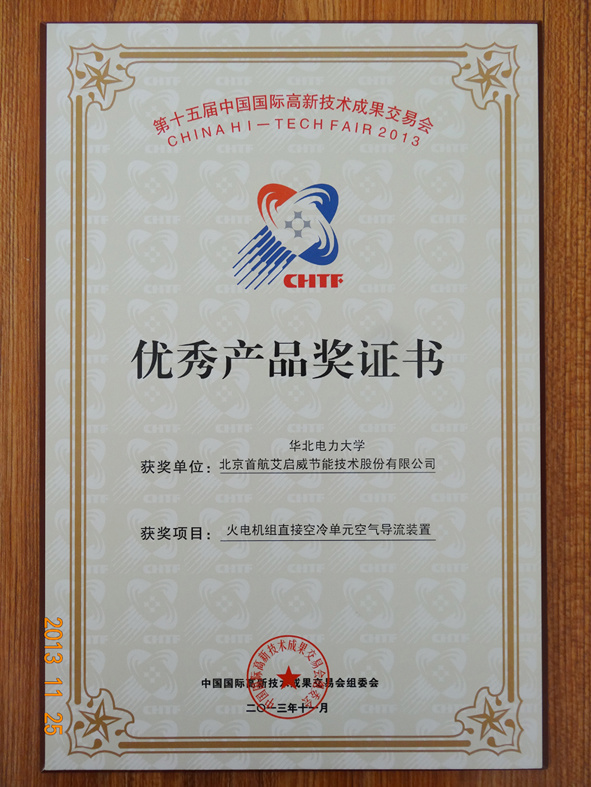 第十五届中国国际高新技术成果交易会
CHINA HI-TECH FAIR 2013
CHTF
优秀产品奖证书
华北电力大学
获奖单位：北京首航艾启威节能技术股份有限公司
获奖项目：火电机组直接空冷单元空气导流装置
中国国际高新技术成果交易会组委会
二〇一三年十一月
2013 11 25